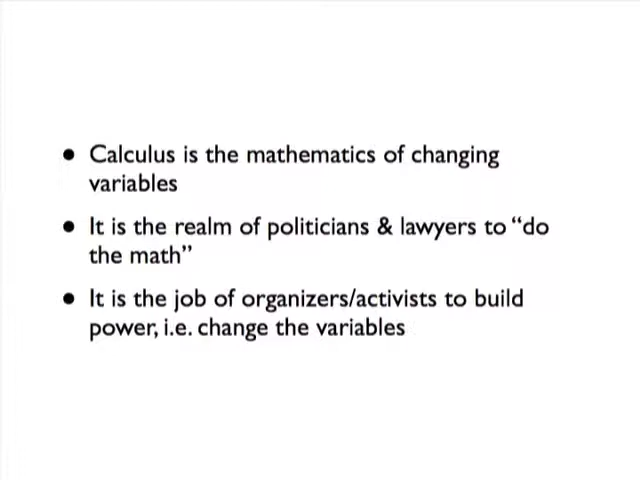 • Calculus is the mathematics of changing
variables
• It is the realm of politicians & lawyers to “do
the math”
• It is the job of organizers/activists to build
power, i.e. change the variables